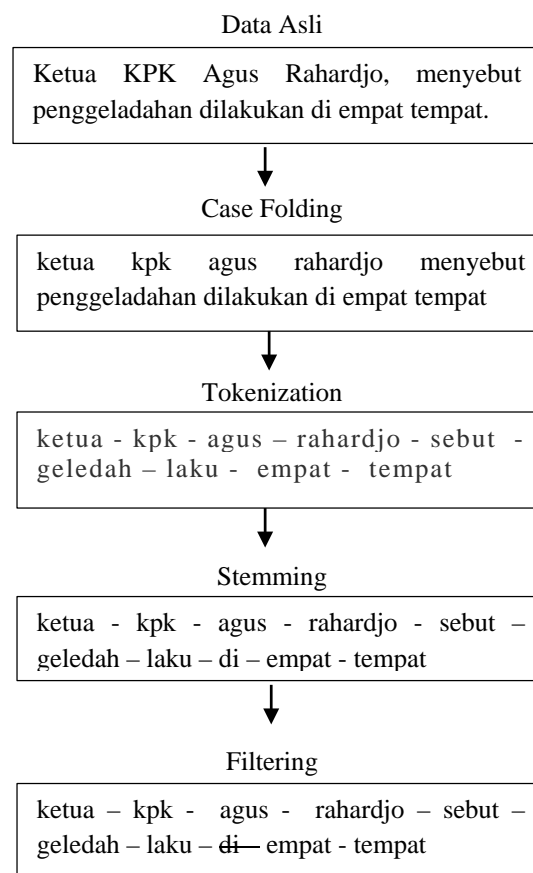 Data Asli
Ketua KPK Agus Rahardjo, menyebut
penggeladahan dilakukan di empat tempat.
Case Folding
ketua kpk agus rahardjo menyebut
penggeladahan dilakukan di empat tempat
Tokenization
ketua - kpk - agus – rahardjo - sebut -
geledah – laku - empat - tempat
Stemming
ketua - kpk - agus - rahardjo - sebut –
geledah – laku – di – empat - tempat
Filtering
ketua – kpk - agus - rahardjo – sebut –
geledah – laku – di – empat - tempat